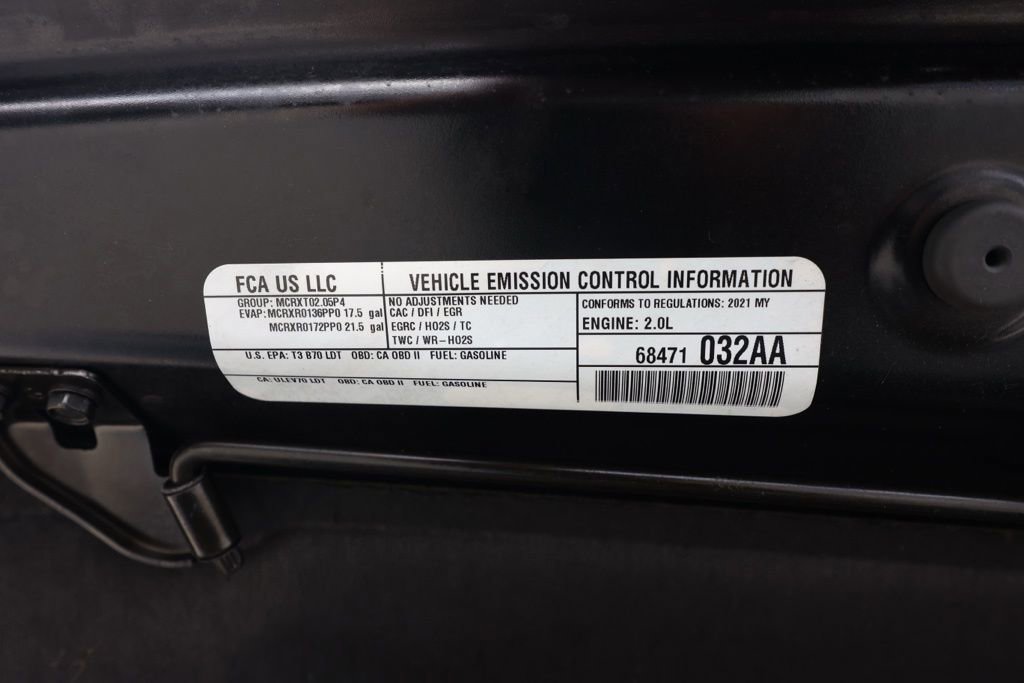 FCA US LLC
VEHICLE EMISSION CONTROL INFORMATION
GROUP: MCRXT02.05P4
EVAP: MCRXR0136PP0 17.5 gal
MCRXR0172PP0 21.5 gal
NO ADJUSTMENTS NEEDED
CAC / DFI / EGR
EGRC / HO2S / TC
TWC / WR-HO2S
CONFORMS TO REGULATIONS: 2021 MY
ENGINE: 2.0L
U.S. EPA: T3 B70 LDT OBD: CA OBD II FUEL: GASOLINE
CA: ULEV70 LDT OBD: CA OBD II FUEL: GASOLINE
68471 032AA